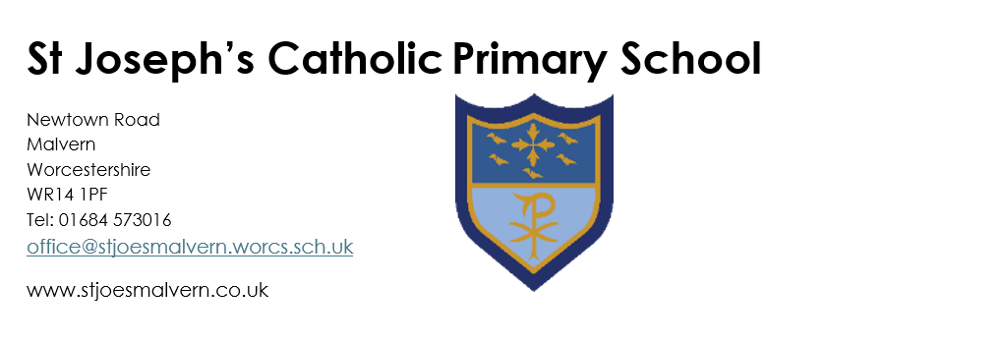 St Joseph’s Catholic Primary School
Newtown Road
Malvern
Worcestershire
WR14 1PF
Tel: 01684 573016
office@stjoesmalvern.worcs.sch.uk
www.stjoesmalvern.co.uk